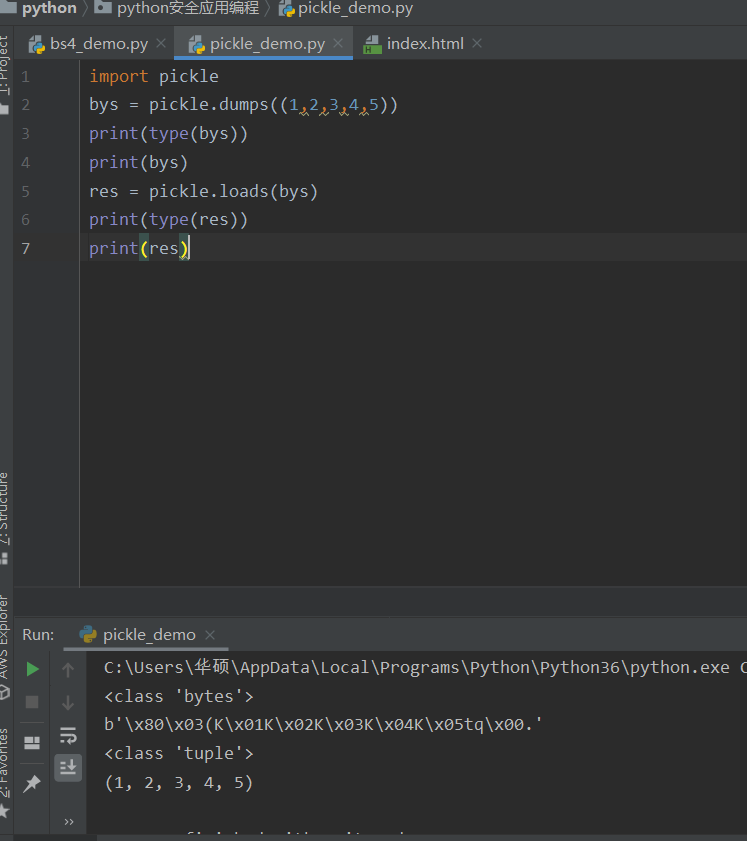 python python安全应用编程 pickle_demo.py
bs4_demo.py pickle_demo.py index.html
1: Project
1 import pickle
2 bys = pickle.dumps((1,2,3,4,5))
3 print(type(bys))
4 print(bys)
5 res = pickle.loads(bys)
6 print(type(res))
7 print(res)
7: Structure
AWS Explorer
2: Favorites
Run: pickle_demo
C:\Users\华硕\AppData\Local\Programs\Python\Python36\python.exe C
<class 'bytes'>
b'\x80\x03(K\x01K\x02K\x03K\x04K\x05tq\x00.'
<class 'tuple'>
(1, 2, 3, 4, 5)